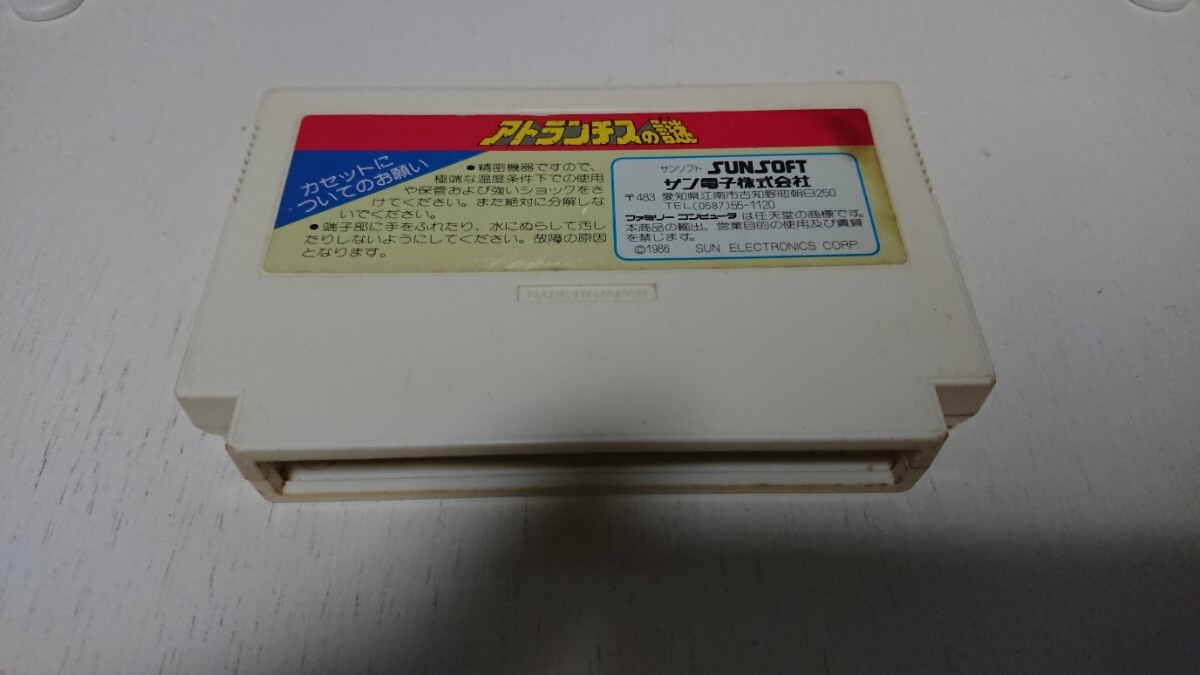 アトランチスの謎
カセットに
ついてのお願い
●精密機器ですので、
極端な温度条件下での使用
や保管および強いショックをさ
けてください。また絶対に分解しな
いでください。
●端子部に手をふれたり、水にぬらして汚し
たりしないようにしてください。故障の原因
となります。
サンソフト SUNSOFT
サン電子株式会社
〒483 愛知県江南市古知野町朝日250
TEL(0587)55-1120
ファミリー コンピュータ は任天堂の商標です。
本商品の輸出、営業目的の使用及び賃貸
を禁じます。
©1986 SUN ELECTRONICS CORP.
MADE IN JAPAN